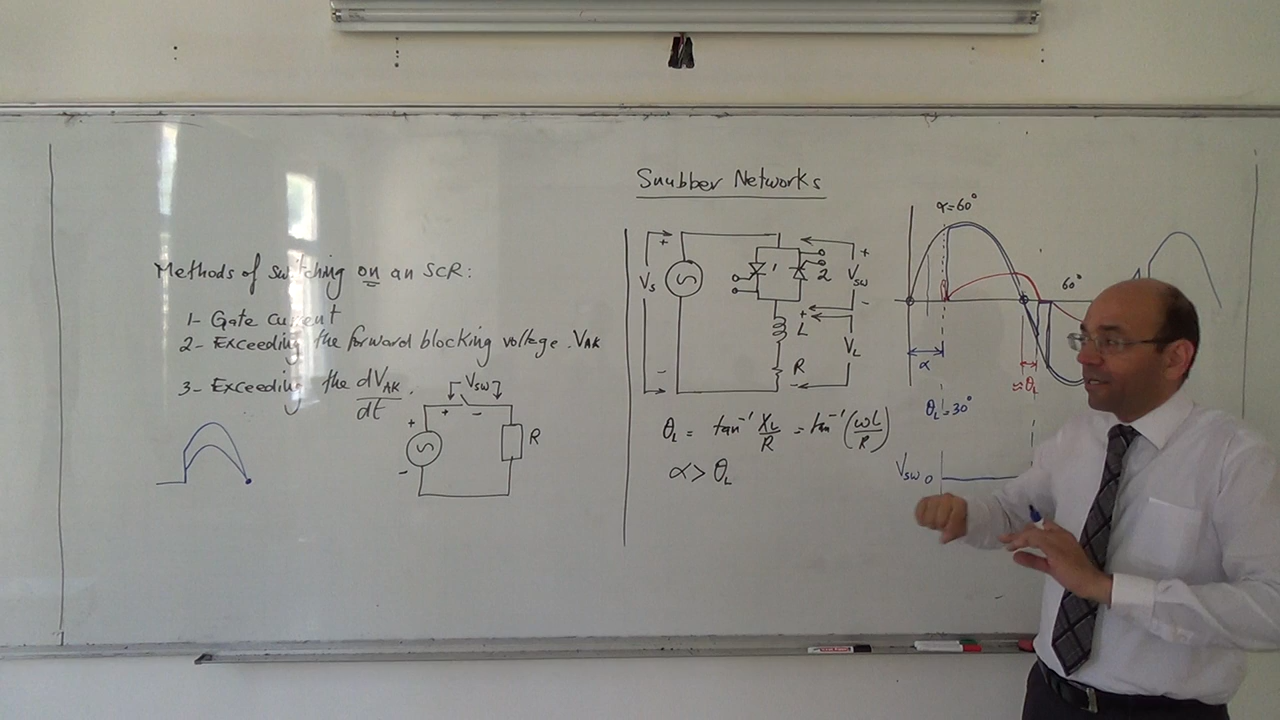 Methods of switching on an SCR:
1- Gate current
2- Exceeding the forward blocking voltage. VAK
3- Exceeding the dVAK/dt.
VSW
+ -
+
-
R
Snubber Networks
VS
+
-
1
2
+
VSW
-
+
L
VL
R
-
θL = tan⁻¹ XL/R = tan⁻¹(ωL/R)
α > θL
α=60°
60°
α
≈θL
θL=30°
VSW 0